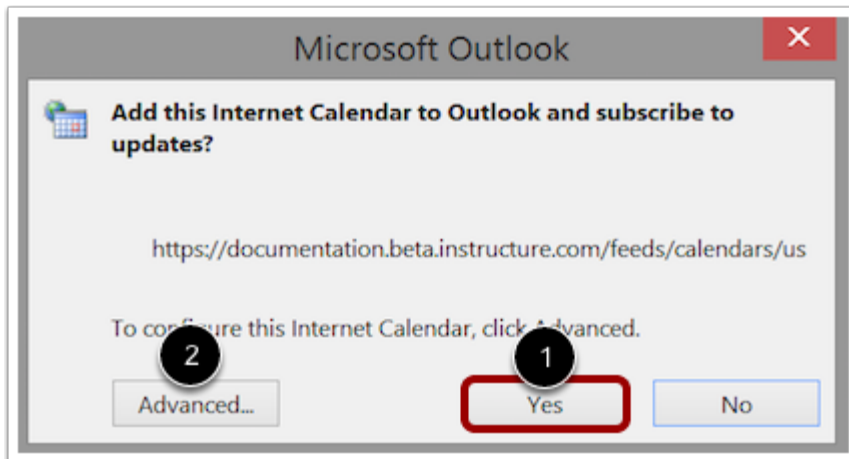 Microsoft Outlook
Add this Internet Calendar to Outlook and subscribe to
updates?
https://documentation.beta.instructure.com/feeds/calendars/us
To configure this Internet Calendar, click Advanced.
2
1
Advanced...
Yes
No